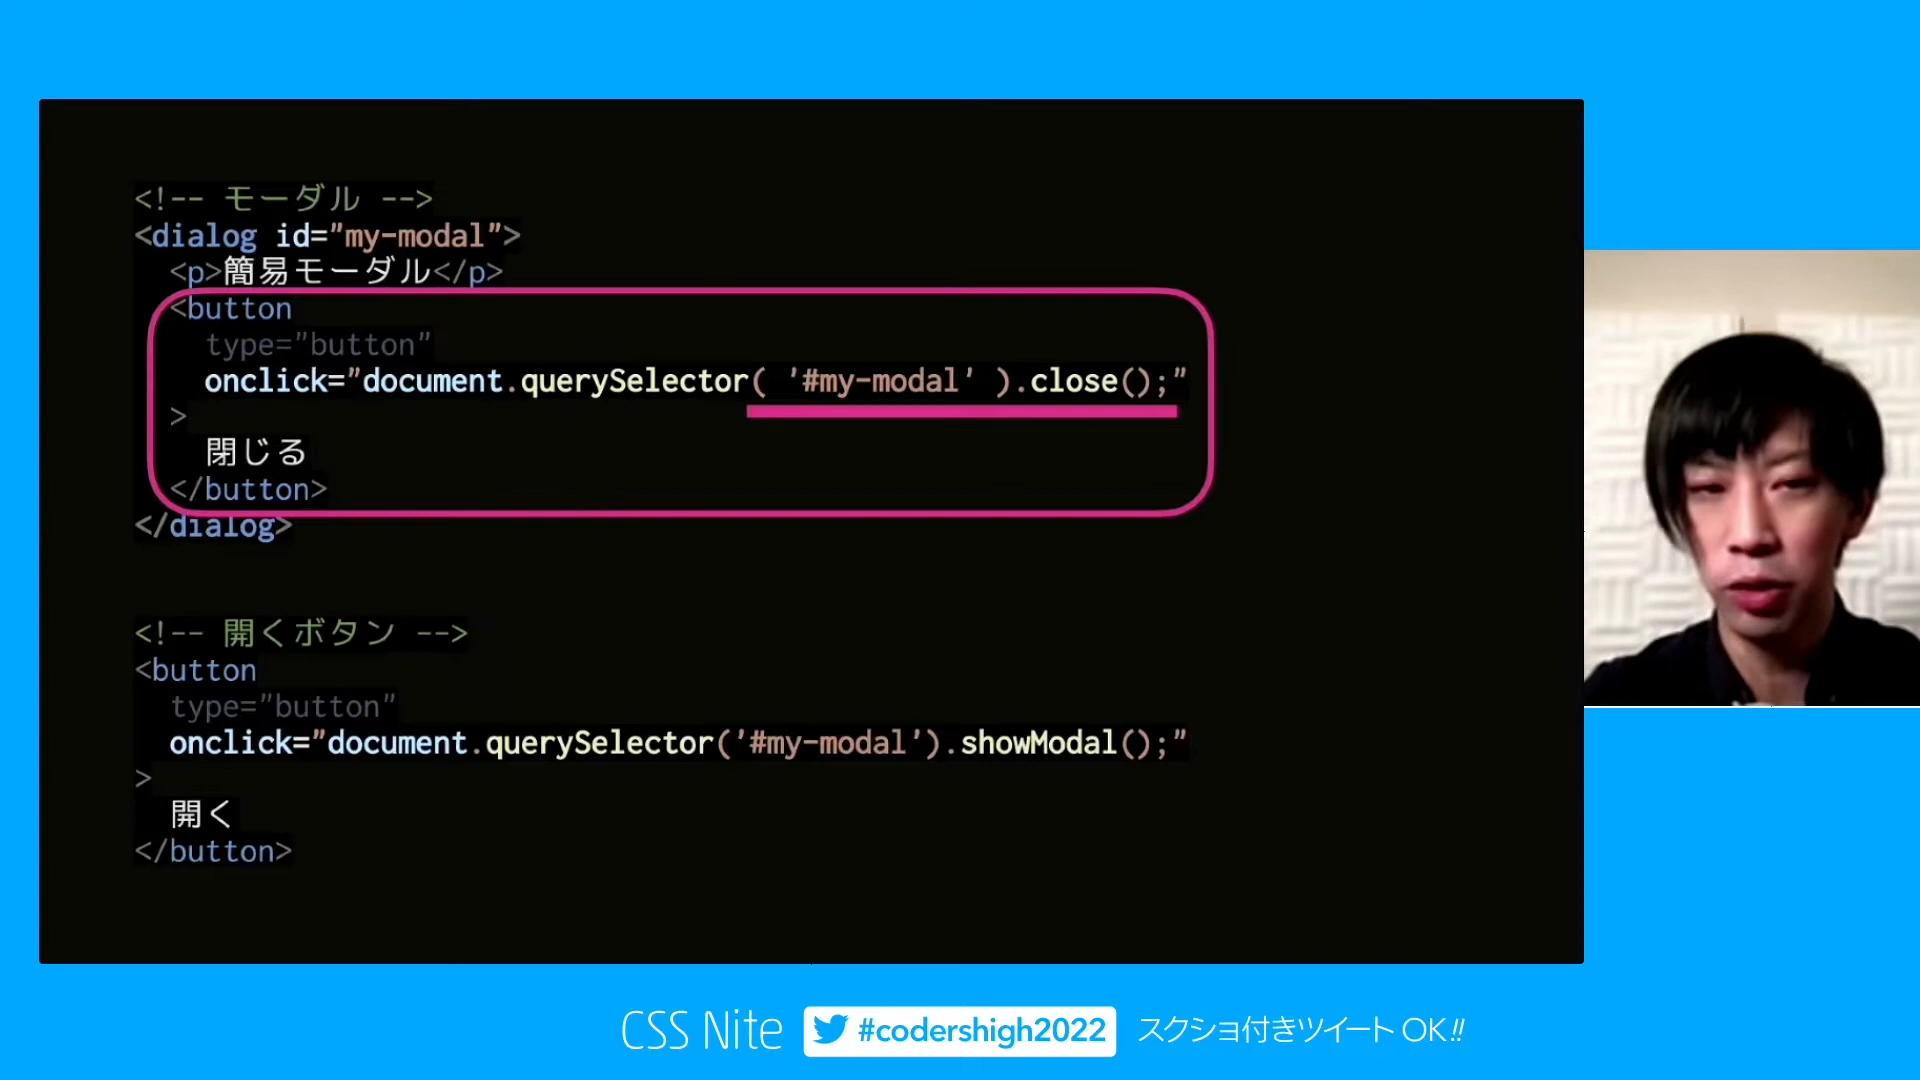 <!-- モーダル -->
<dialog id="my-modal">
<p>簡易モーダル</p>
<button
type="button"
onclick="document.querySelector( '#my-modal' ).close();"
>
閉じる
</button>
</dialog>
<!-- 開くボタン -->
<button
type="button"
onclick="document.querySelector('#my-modal').showModal();"
>
開く
</button>
CSS Nite #codershigh2022 スクショ付きツイート OK!!